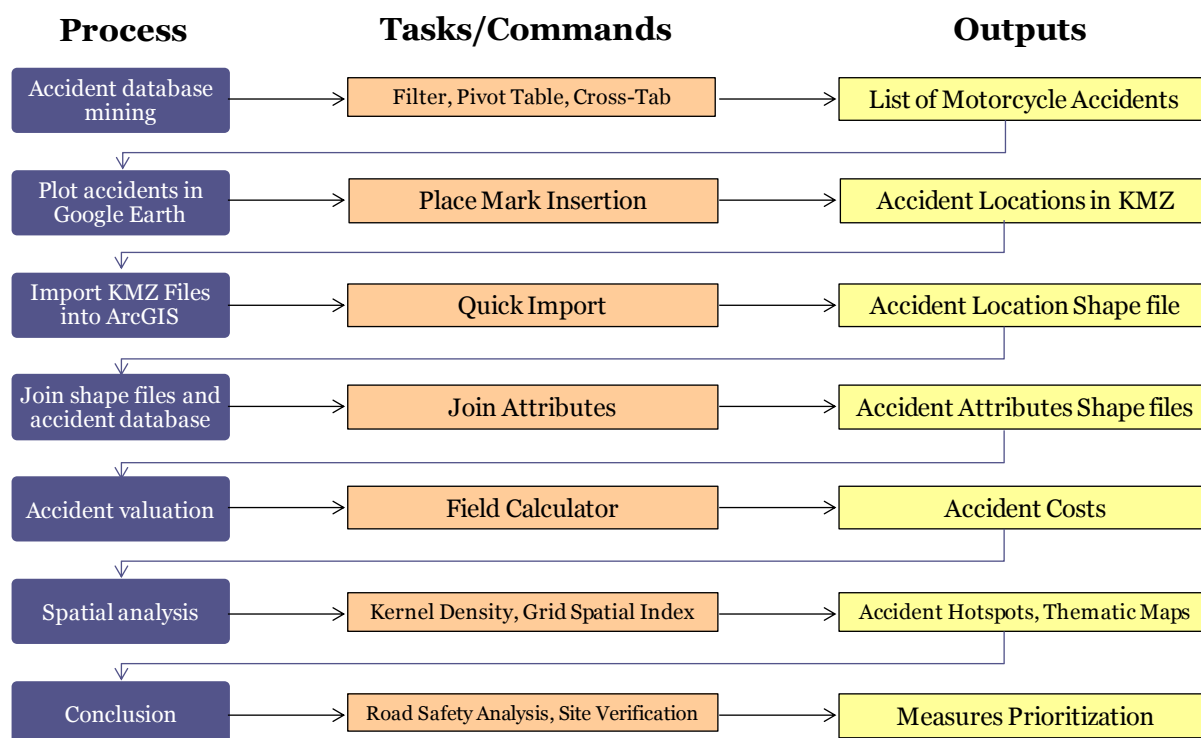 Process
Tasks/Commands
Outputs
Accident database
mining
Filter, Pivot Table, Cross-Tab
List of Motorcycle Accidents
Plot accidents in
Google Earth
Place Mark Insertion
Accident Locations in KMZ
Import KMZ Files
into ArcGIS
Quick Import
Accident Location Shape file
Join shape files and
accident database
Join Attributes
Accident Attributes Shape files
Accident valuation
Field Calculator
Accident Costs
Spatial analysis
Kernel Density, Grid Spatial Index
Accident Hotspots, Thematic Maps
Conclusion
Road Safety Analysis, Site Verification
Measures Prioritization